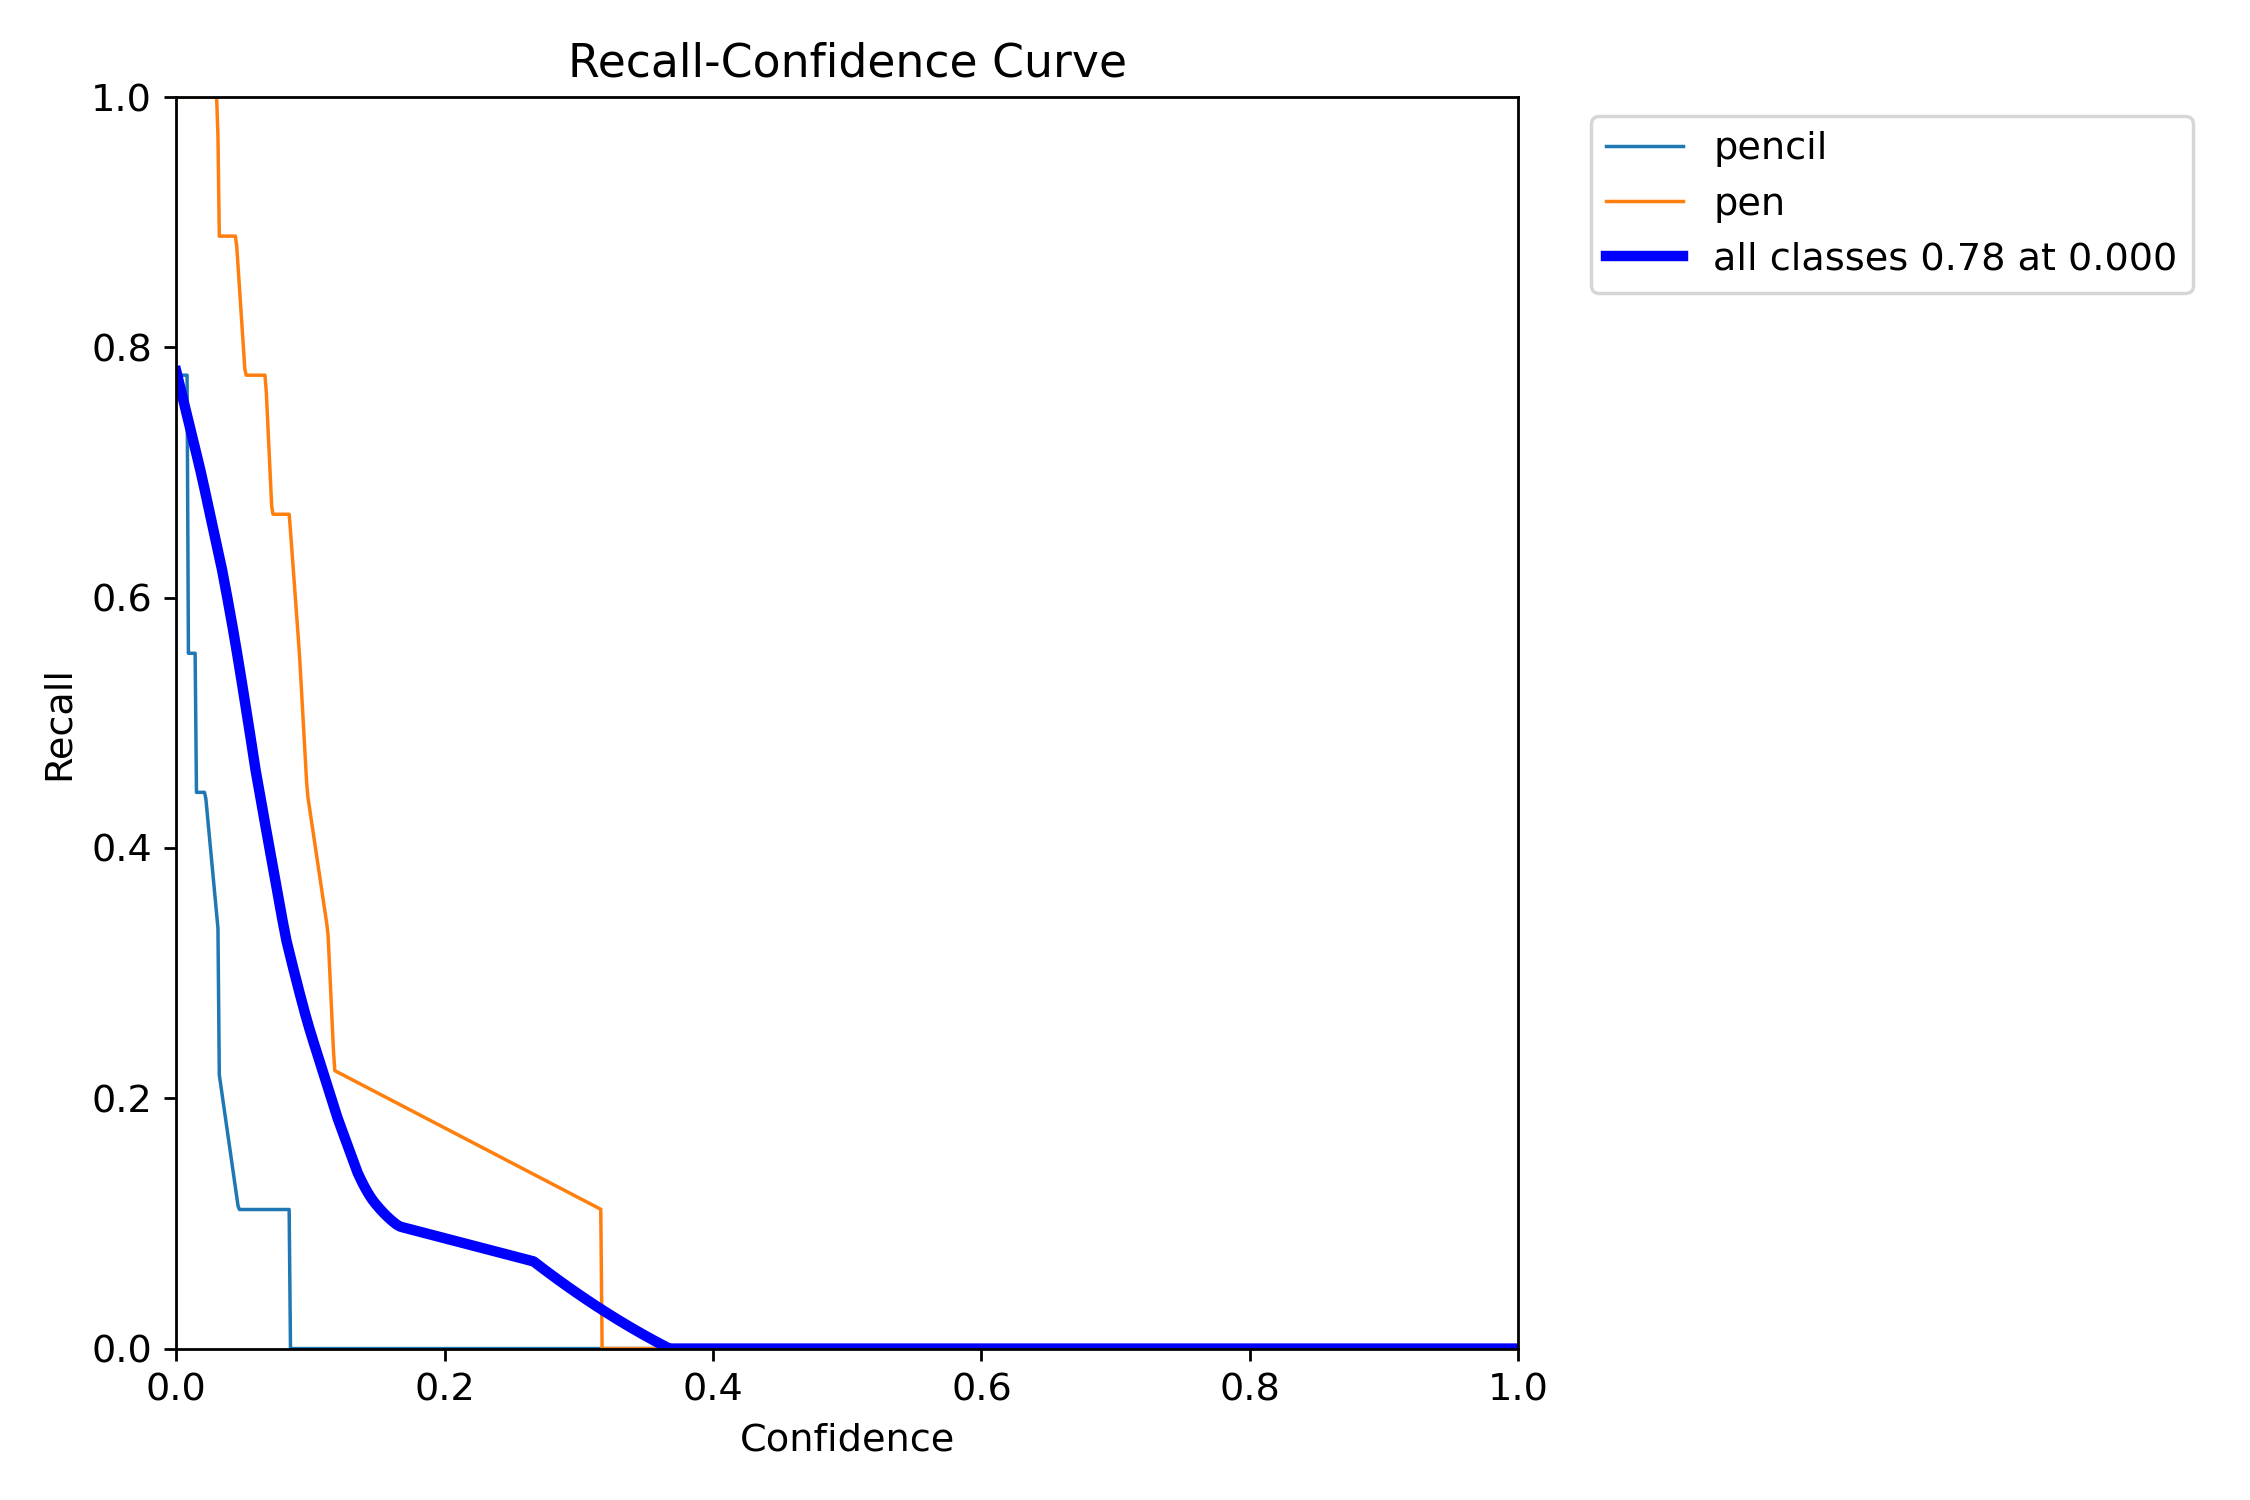 Recall-Confidence Curve
1.0
0.8
0.6
0.4
0.2
0.0
Recall
0.0 0.2 0.4 0.6 0.8 1.0
Confidence
pencil
pen
all classes 0.78 at 0.000